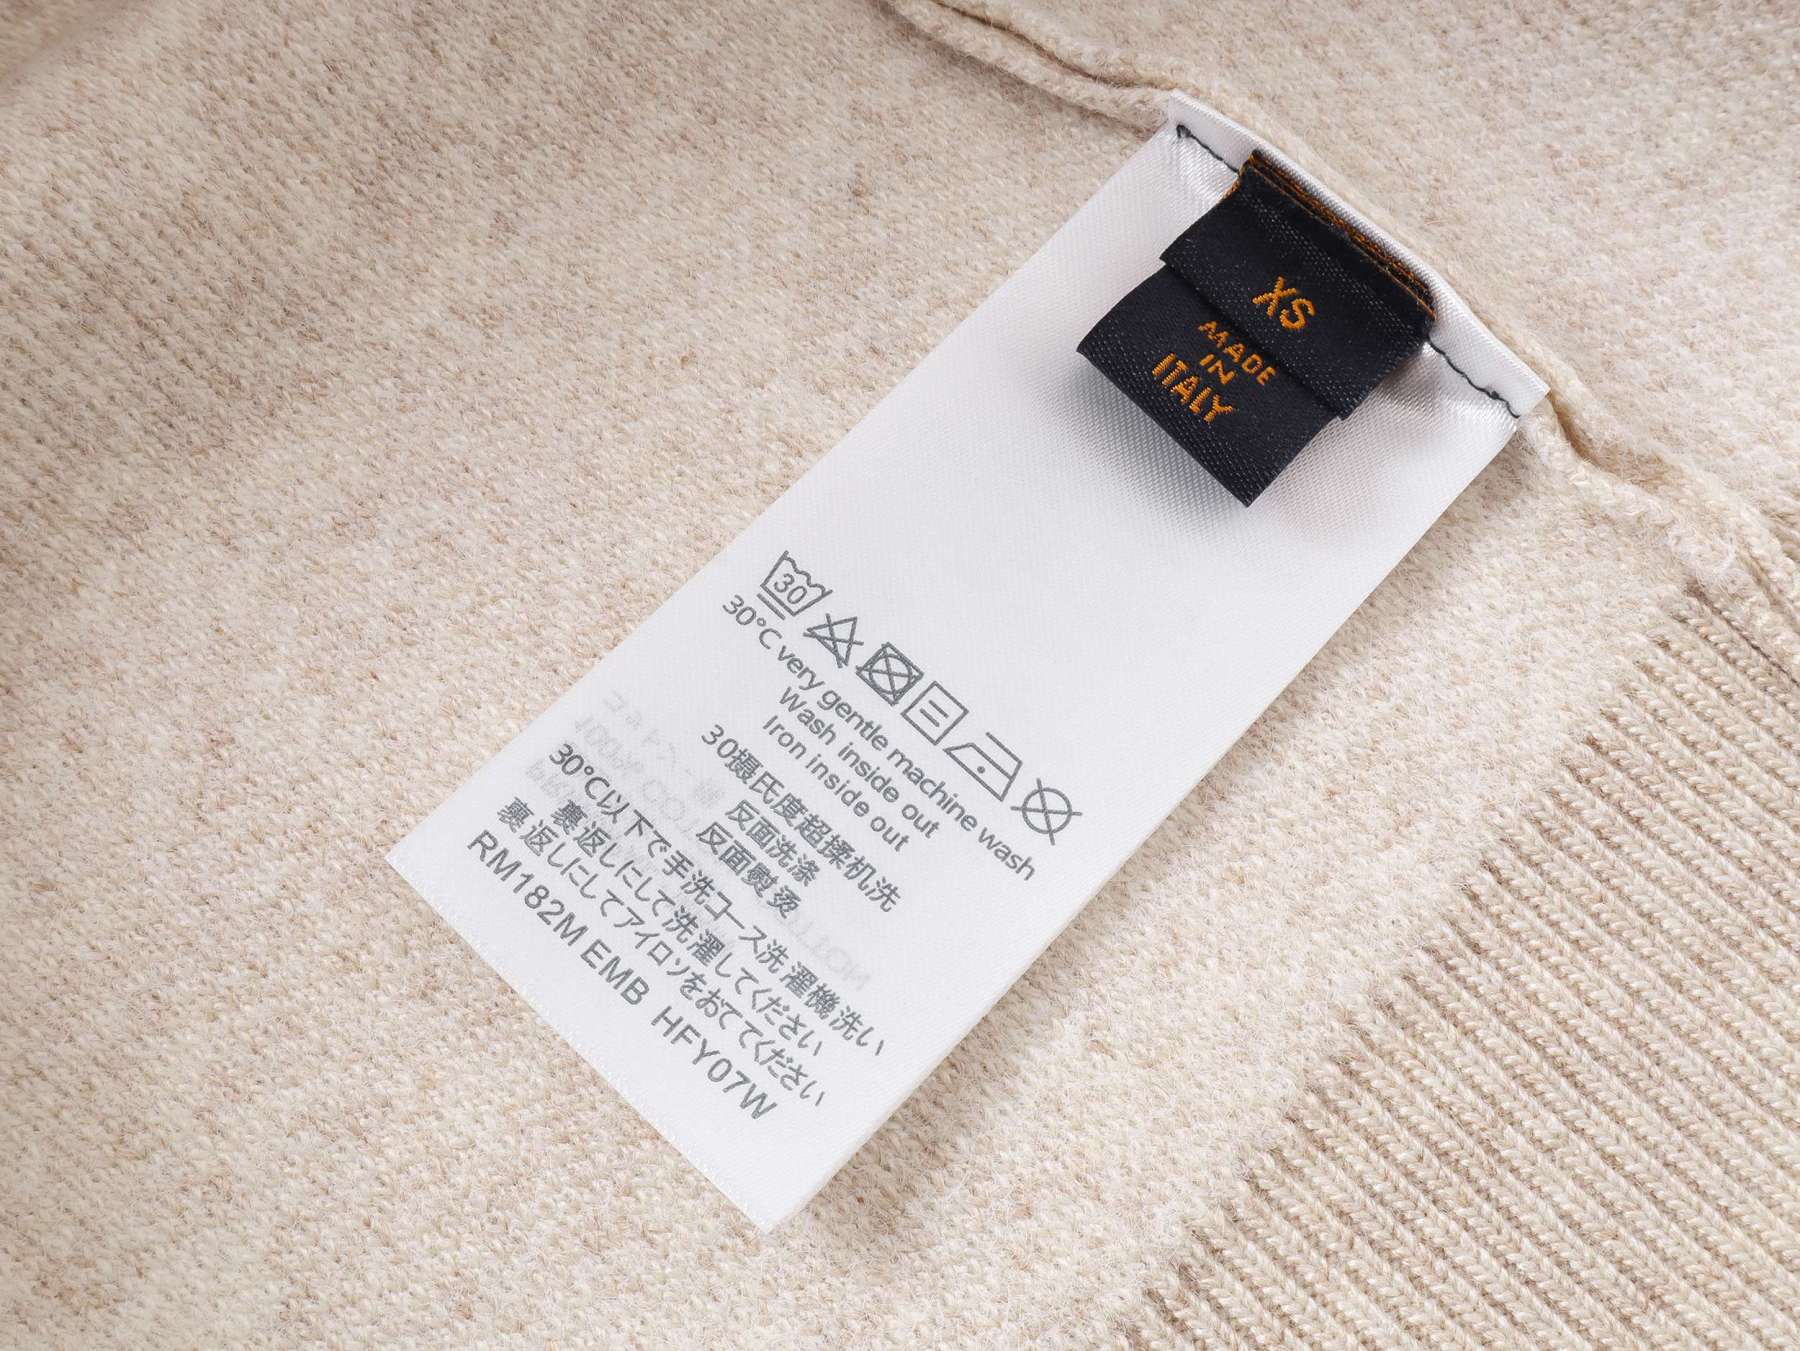 XS
MADE
IN
ITALY
30
30°C very gentle machine wash
Wash inside out
Iron inside out
30摄氏度超揉机洗
反面洗涤
反面熨烫
30°C以下で手洗コース洗濯機洗い
裏返しにして洗濯してください
裏返しにしてアイロンをおててください
RM182M EMB HFY07W